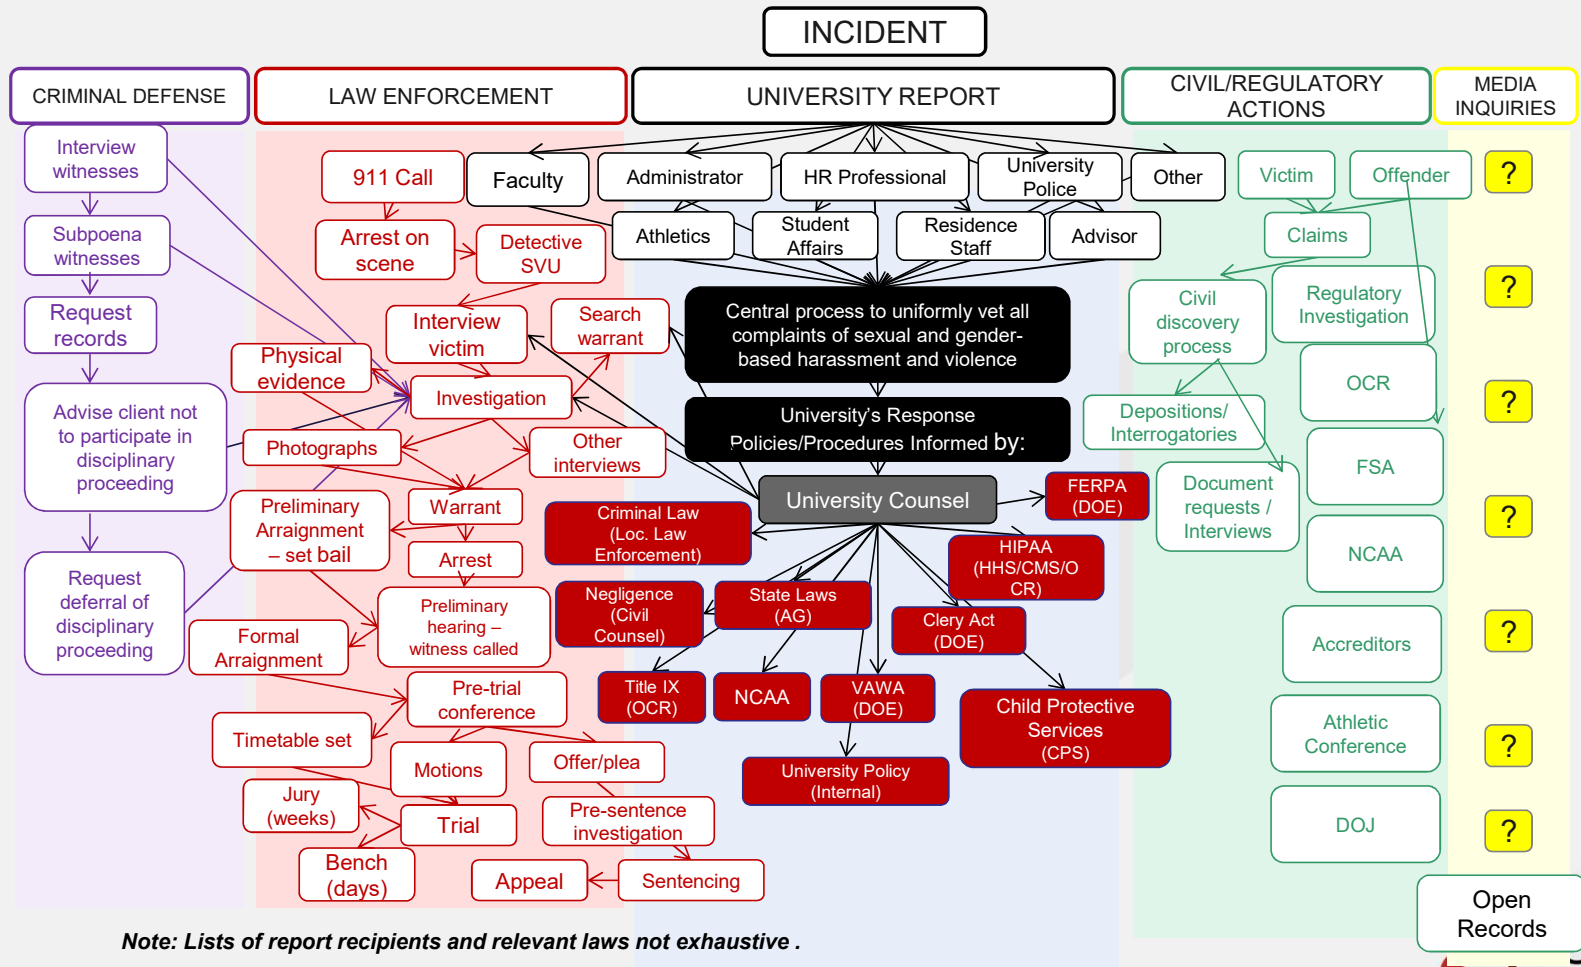 INCIDENT
CRIMINAL DEFENSE
LAW ENFORCEMENT
UNIVERSITY REPORT
CIVIL/REGULATORY
ACTIONS
MEDIA
INQUIRIES
Interview
witnesses
Subpoena
witnesses
Request
records
Advise client not
to participate in
disciplinary
proceeding
Request
deferral of
disciplinary
proceeding
911 Call
Arrest on
scene
Detective
SVU
Interview
victim
Search
warrant
Physical
evidence
Investigation
Photographs
Other
interviews
Warrant
Preliminary
Arraignment
– set bail
Arrest
Preliminary
hearing –
witness called
Formal
Arraignment
Pre-trial
conference
Timetable set
Motions
Offer/plea
Jury
(weeks)
Trial
Pre-sentence
investigation
Bench
(days)
Appeal
Sentencing
Faculty
Administrator
HR Professional
University
Police
Other
Athletics
Student
Affairs
Residence
Staff
Advisor
Central process to uniformly vet all
complaints of sexual and gender-
based harassment and violence
University’s Response
Policies/Procedures Informed by:
University Counsel
FERPA
(DOE)
Criminal Law
(Loc. Law
Enforcement)
HIPAA
(HHS/CMS/O
CR)
Negligence
(Civil
Counsel)
State Laws
(AG)
Clery Act
(DOE)
Title IX
(OCR)
NCAA
VAWA
(DOE)
Child Protective
Services
(CPS)
University Policy
(Internal)
Victim
Offender
Claims
Civil
discovery
process
Regulatory
Investigation
OCR
Depositions/
Interrogatories
FSA
Document
requests /
Interviews
NCAA
Accreditors
Athletic
Conference
DOJ
?
?
?
?
?
?
?
Open
Records
Note: Lists of report recipients and relevant laws not exhaustive .